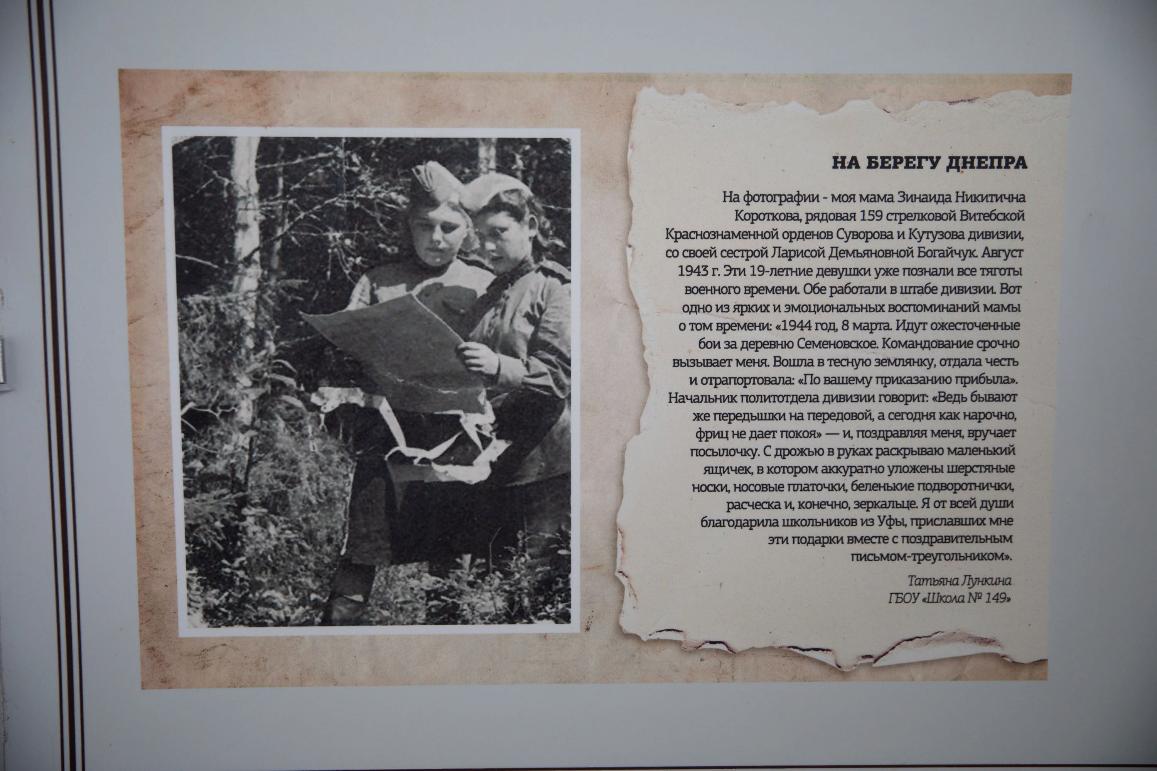 НА БЕРЕГУ ДНЕПРА
На фотографии - моя мама Зинаида Никитична
Короткова, рядовая 159 стрелковой Витебской
Краснознаменной орденов Суворова и Кутузова дивизии,
со своей сестрой Ларисой Демьяновной Богайчук. Август
1943 г. Эти 19-летние девушки уже познали все тяготы
военного времени. Обе работали в штабе дивизии. Вот
одно из ярких и эмоциональных воспоминаний мамы
о том времени: «1944 год, 8 марта. Идут ожесточенные
бои за деревню Семеновское. Командование срочно
вызывает меня. Вошла в тесную землянку, отдала честь
и отрапортовала: «По вашему приказанию прибыла».
Начальник политотдела дивизии говорит: «Ведь бывают
же передышки на передовой, а сегодня как нарочно,
фриц не дает покоя» — и, поздравляя меня, вручает
посылочку. С дрожью в руках раскрываю маленький
ящичек, в котором аккуратно уложены шерстяные
носки, носовые платочки, беленькие подворотнички,
расческа и, конечно, зеркальце. Я от всей души
благодарила школьников из Уфы, приславших мне
эти подарки вместе с поздравительным
письмом-треугольником».
Татьяна Лункина
ГБОУ «Школа № 149»